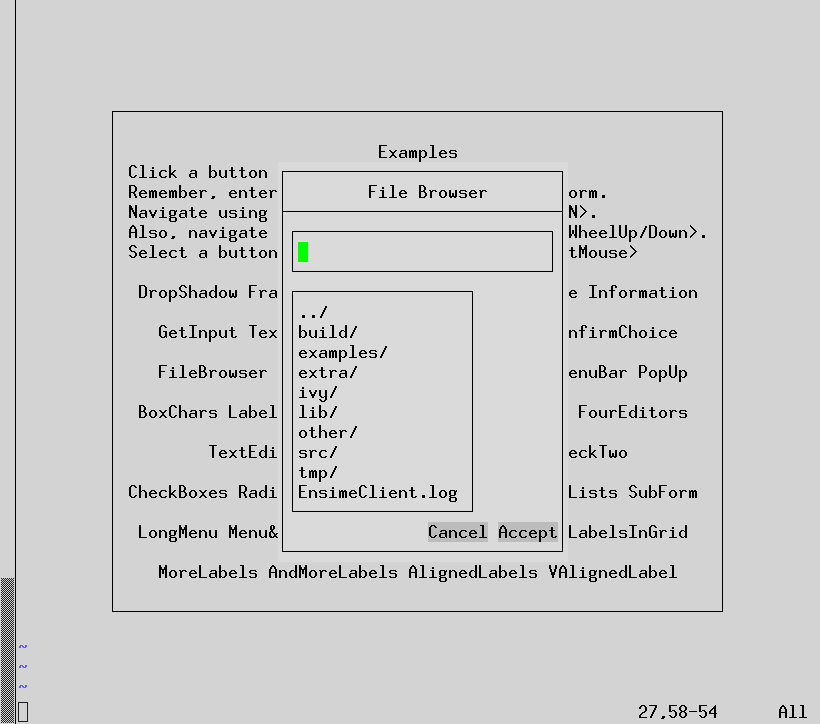 Examples
Click a button
Remember, enter orm.
Navigate using N>.
Also, navigate WheelUp/Down>.
Select a button tMouse>
DropShadow Fra e Information
GetInput Tex nfirmChoice
FileBrowser enuBar PopUp
BoxChars Label FourEditors
TextEdi eckTwo
CheckBoxes Radi Lists SubForm
LongMenu Menu& LabelsInGrid
MoreLabels AndMoreLabels AlignedLabels VAlignedLabel
File Browser
../
build/
examples/
extra/
ivy/
lib/
other/
src/
tmp/
EnsimeClient.log
Cancel Accept
~
~
~
27,58-54 All